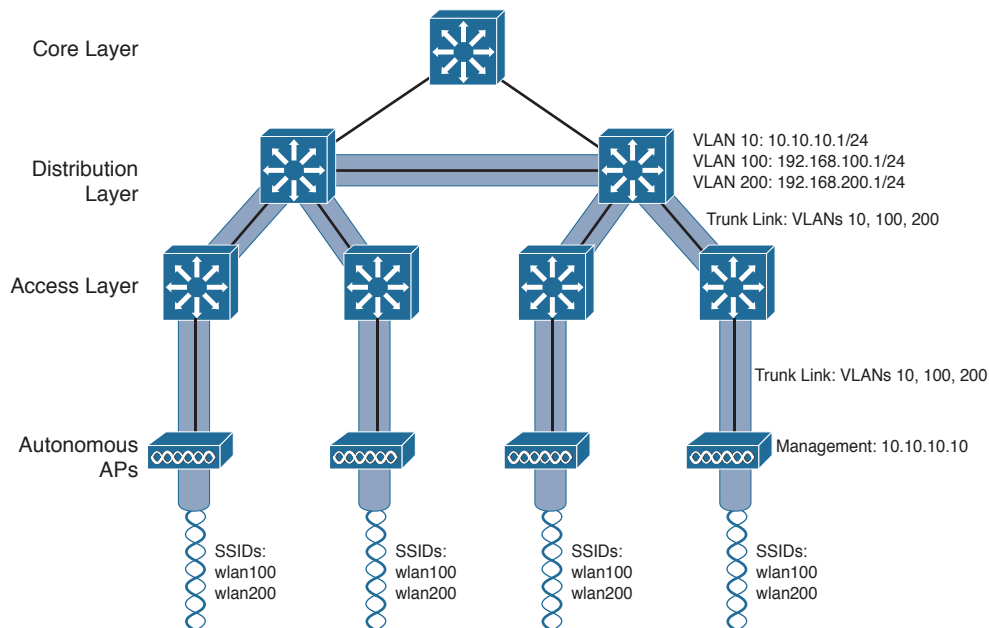 Core Layer
Distribution
Layer
VLAN 10: 10.10.10.1/24
VLAN 100: 192.168.100.1/24
VLAN 200: 192.168.200.1/24
Trunk Link: VLANs 10, 100, 200
Access Layer
Trunk Link: VLANs 10, 100, 200
Autonomous
APs
Management: 10.10.10.10
SSIDs:
wlan100
wlan200
SSIDs:
wlan100
wlan200
SSIDs:
wlan100
wlan200
SSIDs:
wlan100
wlan200